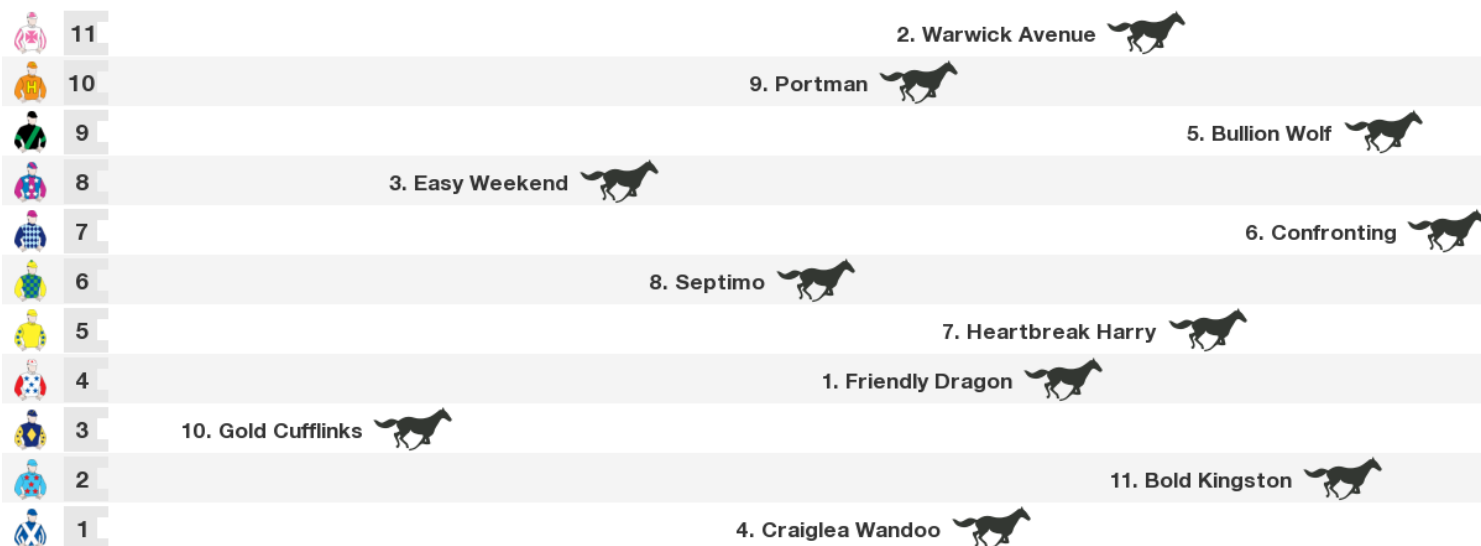 11 2. Warwick Avenue
10 9. Portman
9 5. Bullion Wolf
8 3. Easy Weekend
7 6. Confronting
6 8. Septimo
5 7. Heartbreak Harry
4 1. Friendly Dragon
3 10. Gold Cufflinks
2 11. Bold Kingston
1 4. Craiglea Wandoo